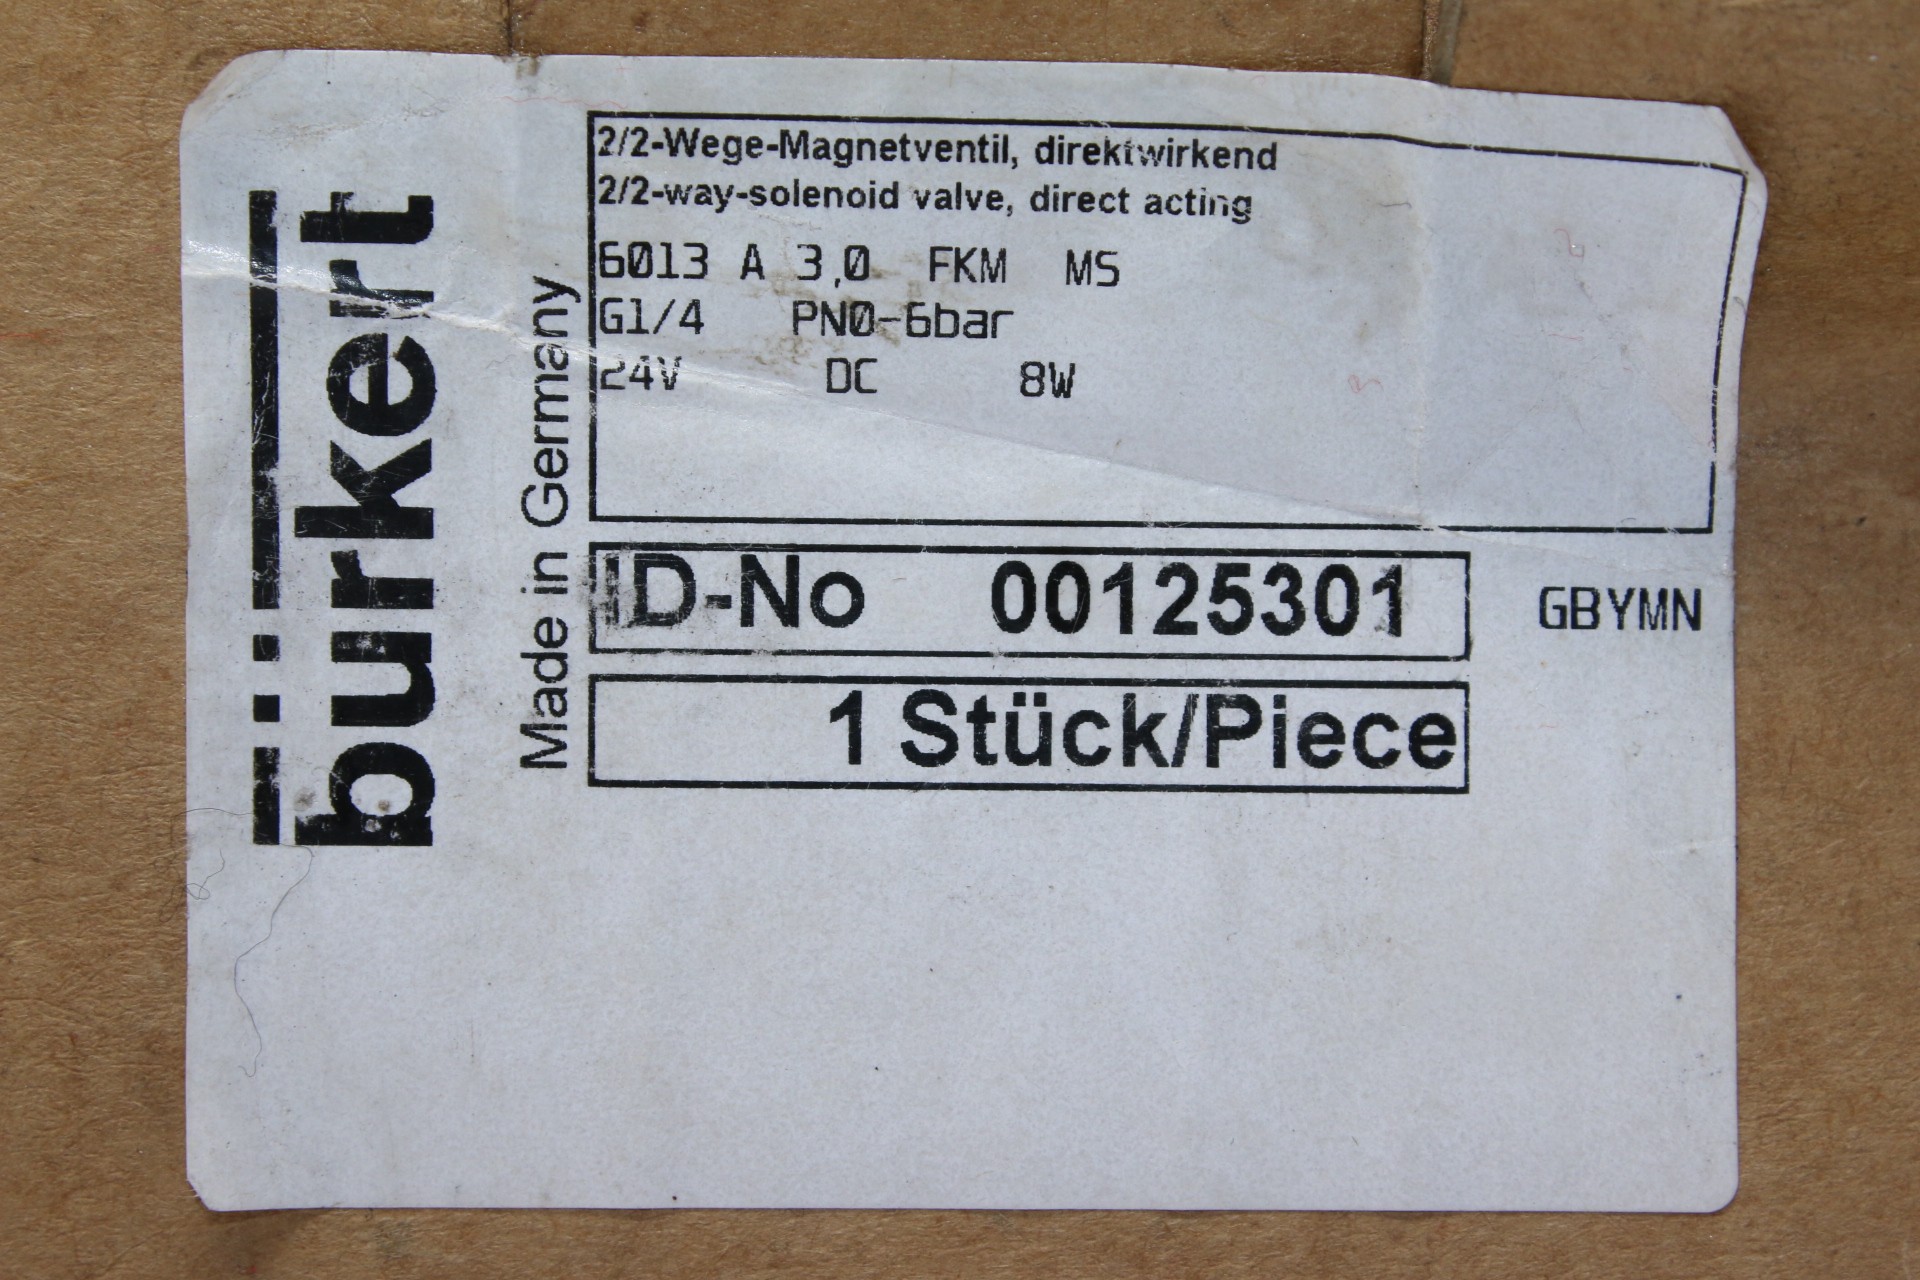 bürkert
Made in Germany
2/2-Wege-Magnetventil, direktwirkend
2/2-way-solenoid valve, direct acting
6013 A 3,0 FKM MS
G1/4 PN0-6bar
24V DC 8W
ID-No 00125301
GBYMN
1 Stück/Piece